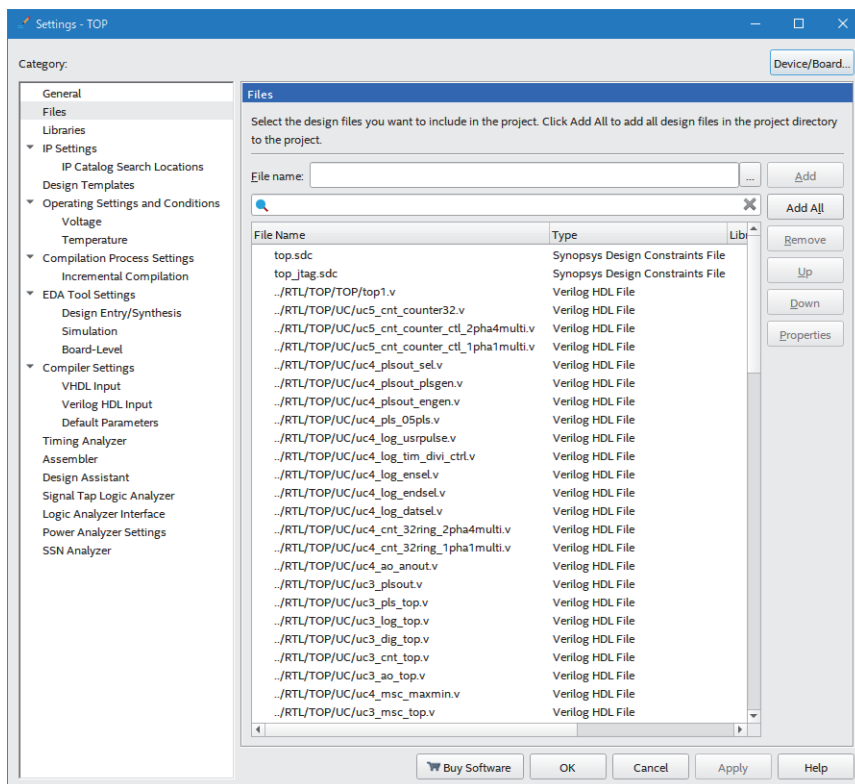 Settings - TOP
Category:
Device/Board...
General
Files
Libraries
IP Settings
IP Catalog Search Locations
Design Templates
Operating Settings and Conditions
Voltage
Temperature
Compilation Process Settings
Incremental Compilation
EDA Tool Settings
Design Entry/Synthesis
Simulation
Board-Level
Compiler Settings
VHDL Input
Verilog HDL Input
Default Parameters
Timing Analyzer
Assembler
Design Assistant
Signal Tap Logic Analyzer
Logic Analyzer Interface
Power Analyzer Settings
SSN Analyzer
Files
Select the design files you want to include in the project. Click Add All to add all design files in the project directory
to the project.
File name:
...
Add
Add All
Remove
Up
Down
Properties
File Name Type Libr
top.sdc Synopsys Design Constraints File
top_jtag.sdc Synopsys Design Constraints File
../RTL/TOP/TOP/top1.v Verilog HDL File
../RTL/TOP/UC/uc5_cnt_counter32.v Verilog HDL File
../RTL/TOP/UC/uc5_cnt_counter_ctl_2pha4multi.v Verilog HDL File
../RTL/TOP/UC/uc5_cnt_counter_ctl_1pha1multi.v Verilog HDL File
../RTL/TOP/UC/uc4_plsout_sel.v Verilog HDL File
../RTL/TOP/UC/uc4_plsout_plsgen.v Verilog HDL File
../RTL/TOP/UC/uc4_plsout_engen.v Verilog HDL File
../RTL/TOP/UC/uc4_pls_05pls.v Verilog HDL File
../RTL/TOP/UC/uc4_log_usrpulse.v Verilog HDL File
../RTL/TOP/UC/uc4_log_tim_divi_ctrl.v Verilog HDL File
../RTL/TOP/UC/uc4_log_ensel.v Verilog HDL File
../RTL/TOP/UC/uc4_log_endsel.v Verilog HDL File
../RTL/TOP/UC/uc4_log_datsel.v Verilog HDL File
../RTL/TOP/UC/uc4_cnt_32ring_2pha4multi.v Verilog HDL File
../RTL/TOP/UC/uc4_cnt_32ring_1pha1multi.v Verilog HDL File
../RTL/TOP/UC/uc4_ao_anout.v Verilog HDL File
../RTL/TOP/UC/uc3_plsout.v Verilog HDL File
../RTL/TOP/UC/uc3_pls_top.v Verilog HDL File
../RTL/TOP/UC/uc3_log_top.v Verilog HDL File
../RTL/TOP/UC/uc3_dig_top.v Verilog HDL File
../RTL/TOP/UC/uc3_cnt_top.v Verilog HDL File
../RTL/TOP/UC/uc3_ao_top.v Verilog HDL File
../RTL/TOP/UC/uc4_msc_maxmin.v Verilog HDL File
../RTL/TOP/UC/uc3_msc_top.v Verilog HDL File
Buy Software
OK
Cancel
Apply
Help